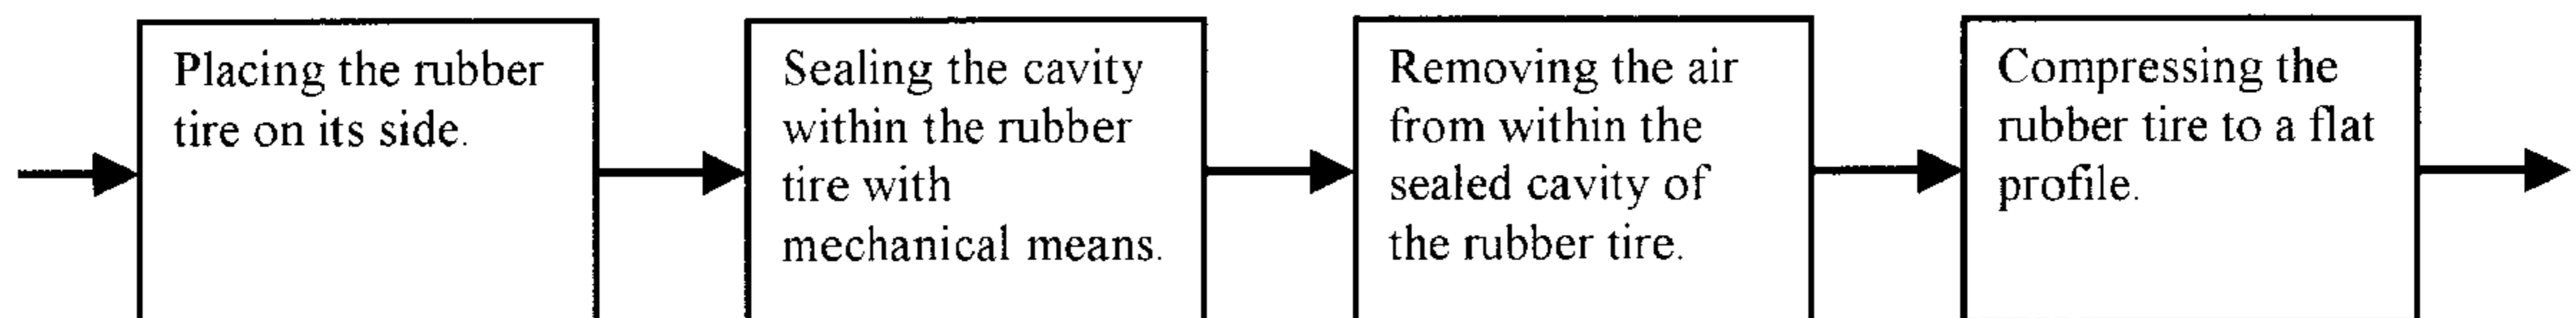 Placing the rubber
tire on its side.
Sealing the cavity
within the rubber
tire with
mechanical means.
Removing the air
from within the
sealed cavity of
the rubber tire.
Compressing the
rubber tire to a flat
profile.